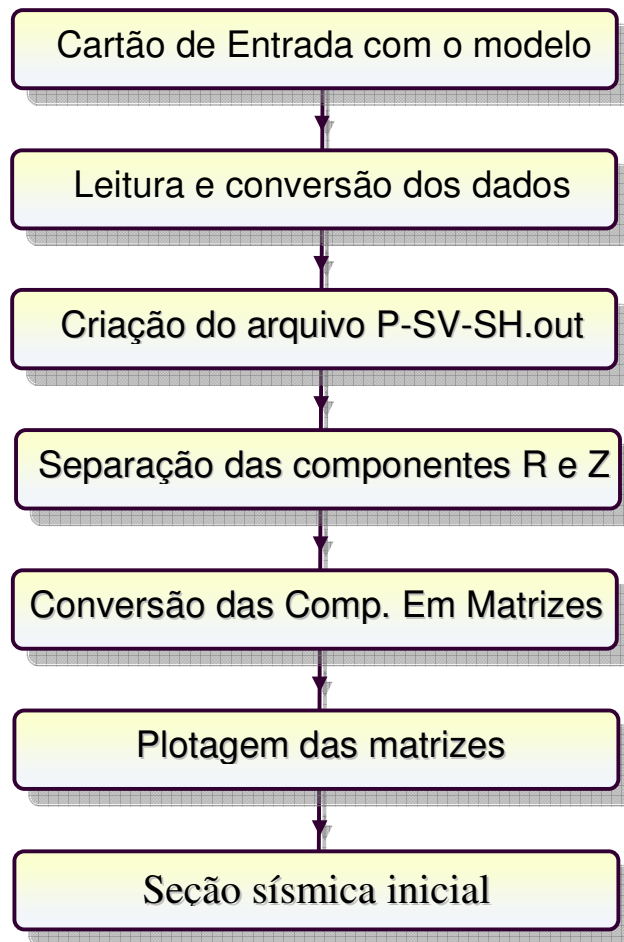 Cartão de Entrada com o modelo
Leitura e conversão dos dados
Criação do arquivo P-SV-SH.out
Separação das componentes R e Z
Conversão das Comp. Em Matrizes
Plotagem das matrizes
Seção sísmica inicial